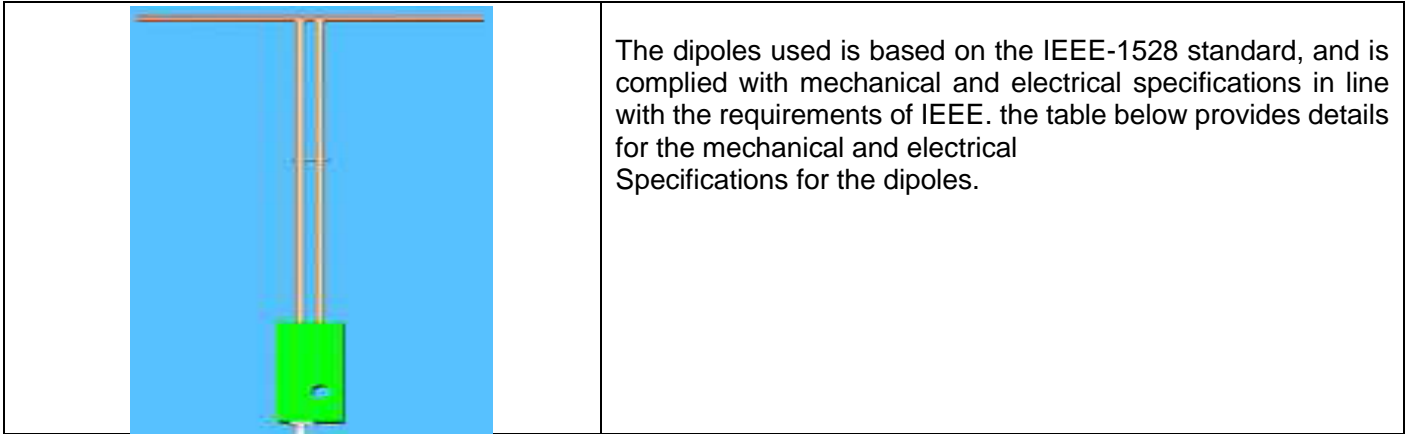 The dipoles used is based on the IEEE-1528 standard, and is
complied with mechanical and electrical specifications in line
with the requirements of IEEE. the table below provides details
for the mechanical and electrical
Specifications for the dipoles.